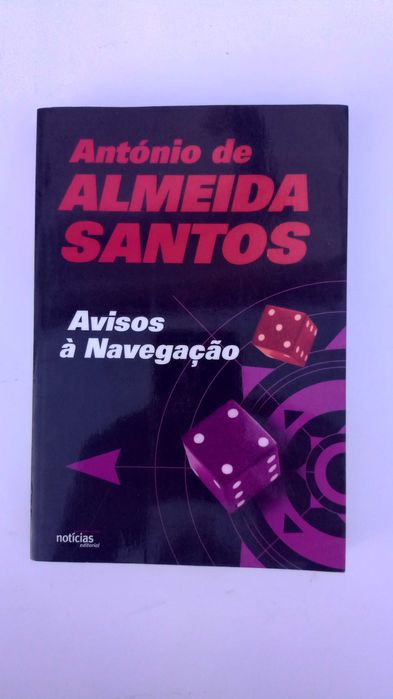 António de
ALMEIDA
SANTOS
Avisos
à Navegação
notícias
editorial